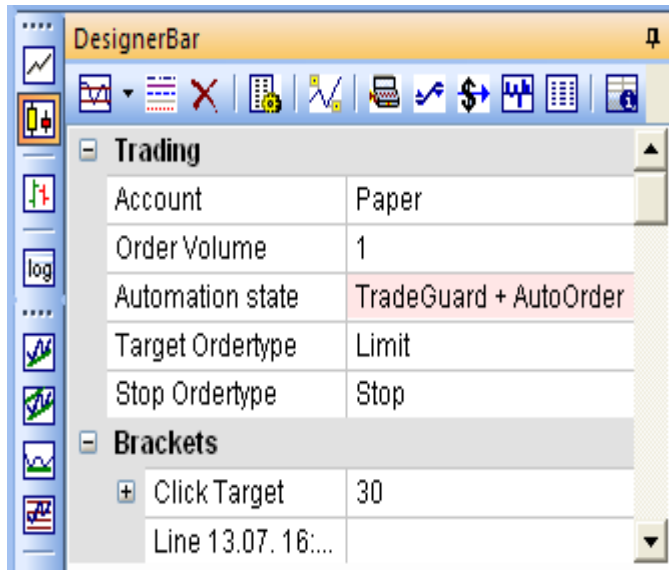 DesignerBar
Trading
Account Paper
Order Volume 1
Automation state TradeGuard + AutoOrder
Target Ordertype Limit
Stop Ordertype Stop
Brackets
Click Target 30
Line 13.07. 16:...
log